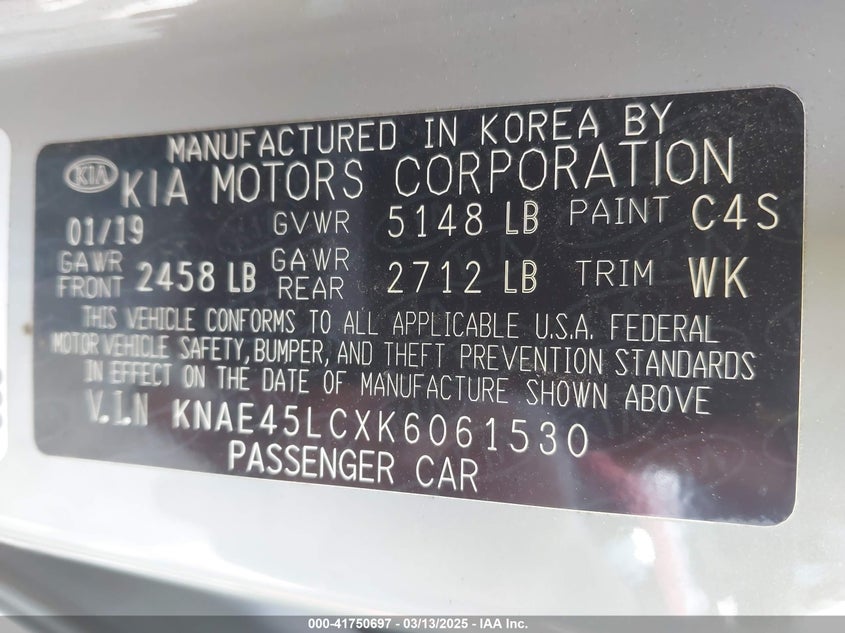 MANUFACTURED IN KOREA BY
KIA KIA MOTORS CORPORATION
01/19 GVWR 5148 LB PAINT C4S
GAWR FRONT 2458 LB GAWR REAR 2712 LB TRIM WK
THIS VEHICLE CONFORMS TO ALL APPLICABLE U.S.A. FEDERAL
MOTOR VEHICLE SAFETY, BUMPER, AND THEFT PREVENTION STANDARDS
IN EFFECT ON THE DATE OF MANUFACTURE SHOWN ABOVE
V.I.N KNAE45LCXK6061530
PASSENGER CAR
000-41750697 - 03/13/2025 - IAA Inc.